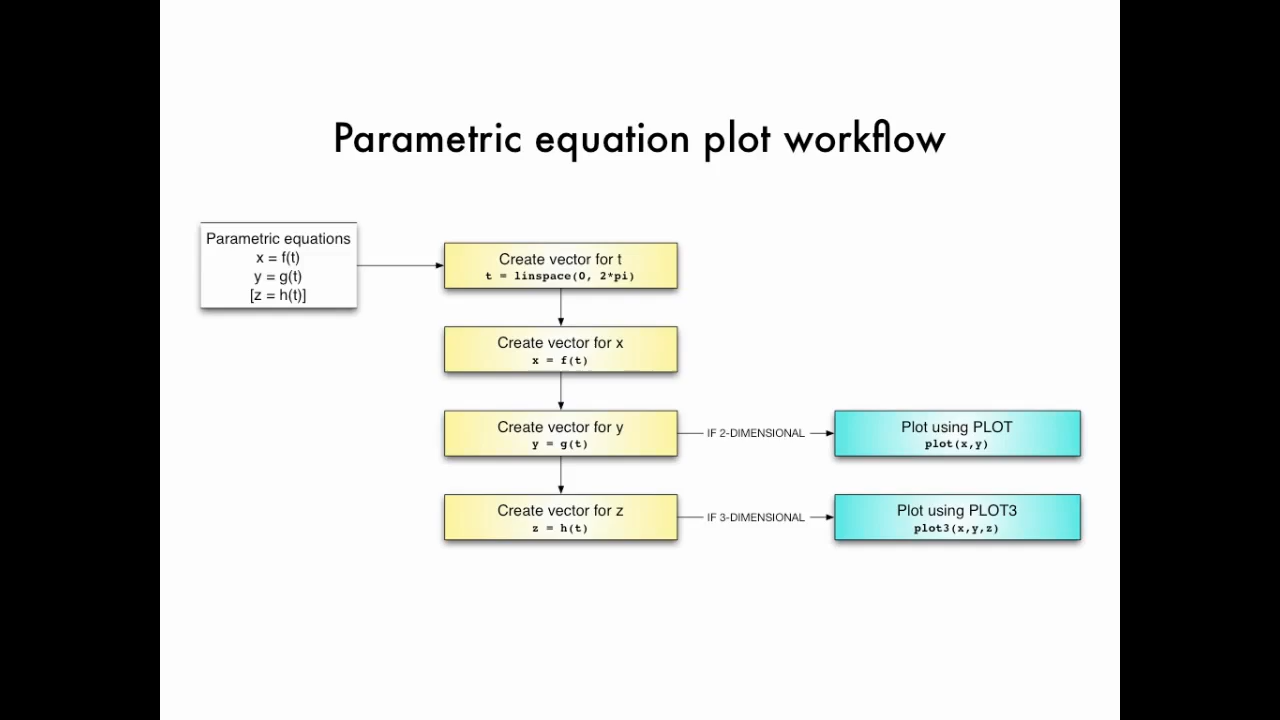 Parametric equation plot workflow
Parametric equations
x = f(t)
y = g(t)
[z = h(t)]
Create vector for t
t = linspace(0, 2*pi)
Create vector for x
x = f(t)
Create vector for y
y = g(t)
IF 2-DIMENSIONAL
Plot using PLOT
plot(x,y)
Create vector for z
z = h(t)
IF 3-DIMENSIONAL
Plot using PLOT3
plot3(x,y,z)